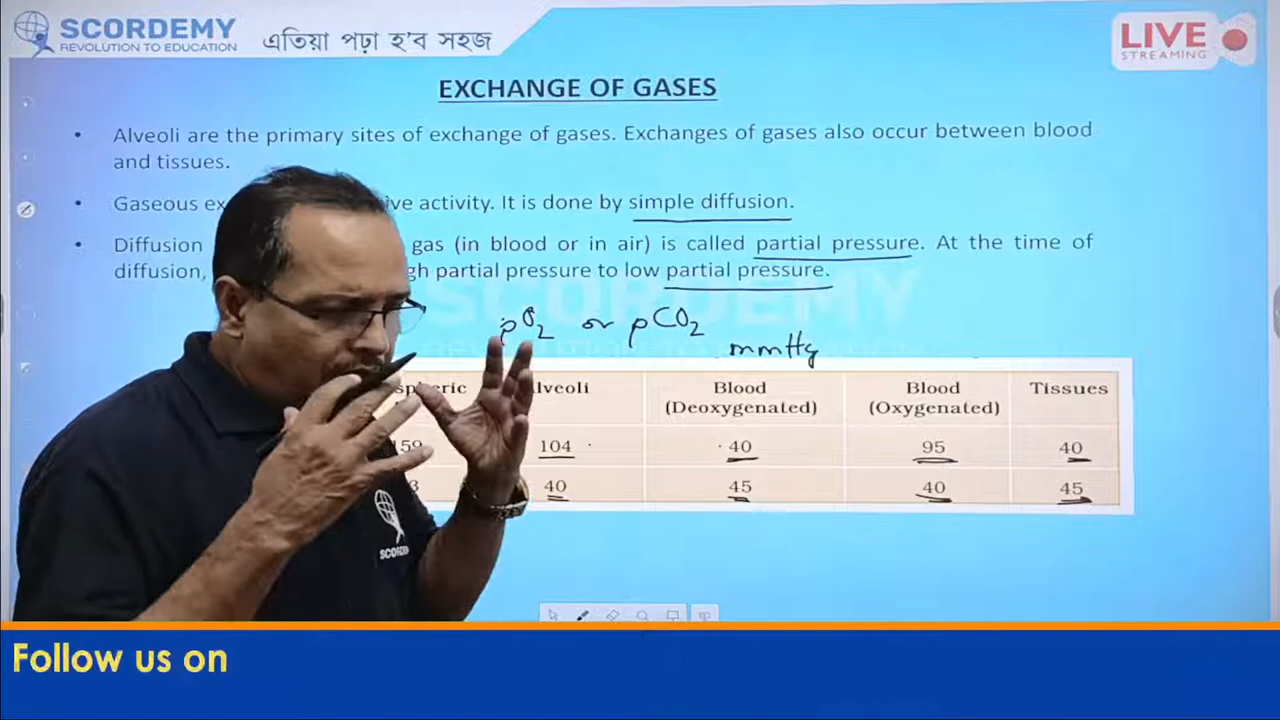 SCORDEMY
REVOLUTION TO EDUCATION
এতিয়া পঢ়া হ'ব সহজ
LIVE
STREAMING
EXCHANGE OF GASES
• Alveoli are the primary sites of exchange of gases. Exchanges of gases also occur between blood
and tissues.
• Gaseous ive activity. It is done by simple diffusion.
• Diffusion gas (in blood or in air) is called partial pressure. At the time of
diffusion, partial pressure to low partial pressure.
pO2 or pCO2
mmHg
Blood Blood Tissues
(Deoxygenated) (Oxygenated)
159 104 40 95 40
40 45 40 45
SCORDEMY
Follow us on